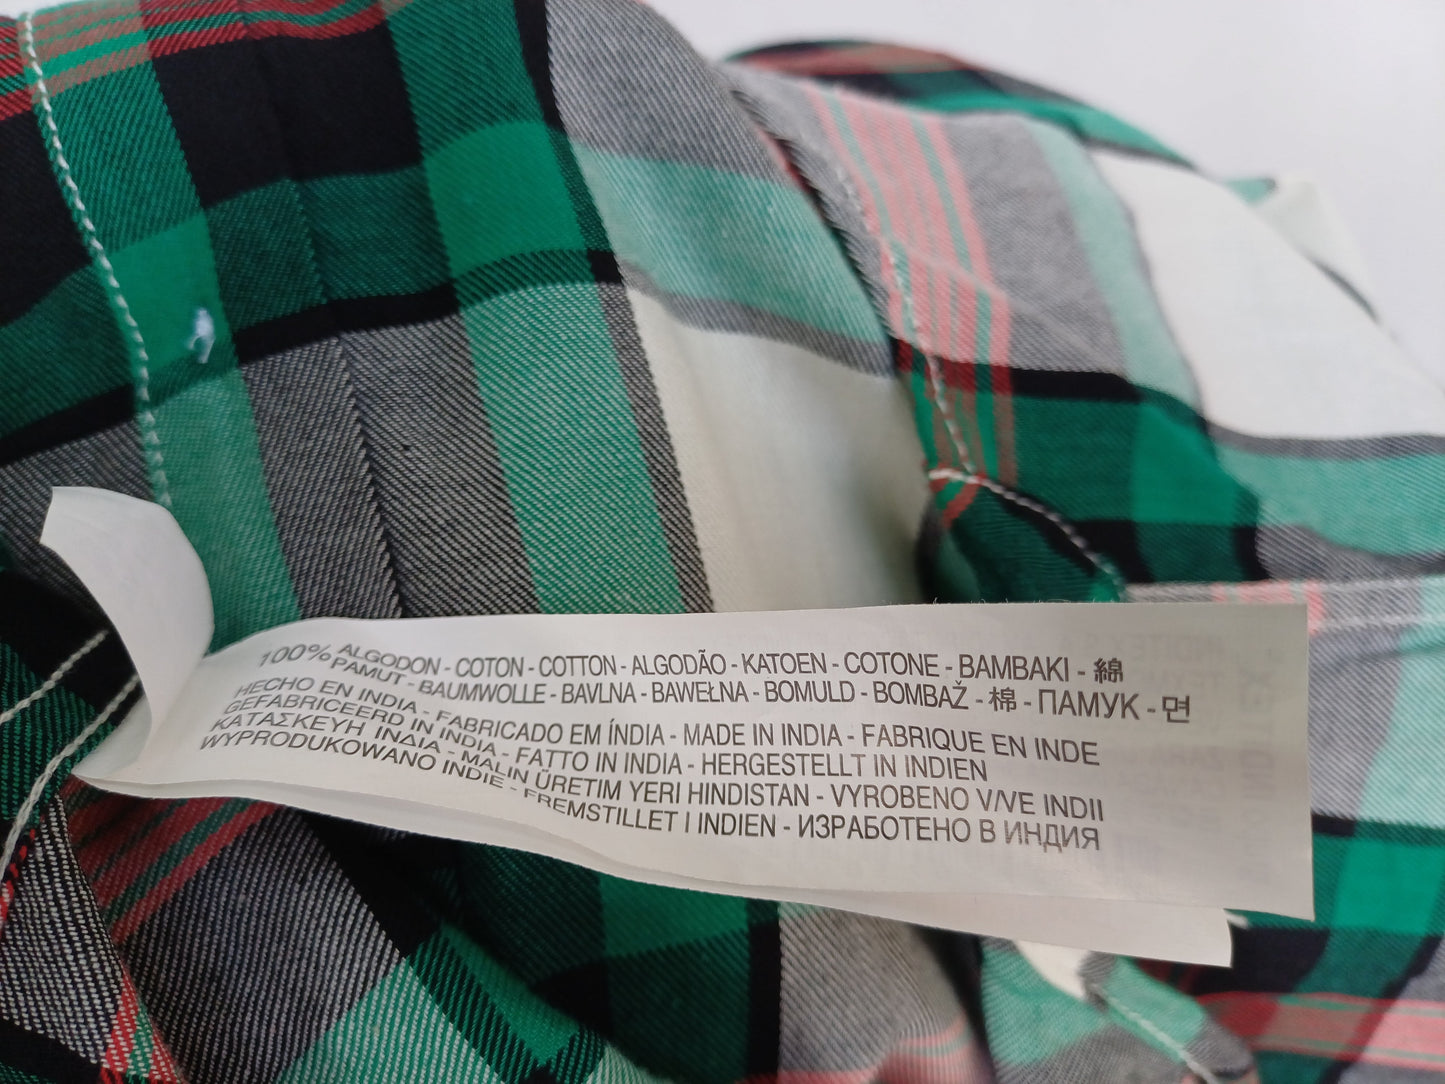 100% ALGODON - COTON - COTTON - ALGODÃO - KATOEN - COTONE - BAMBAKI - 綿
PAMUT - BAUMWOLLE - BAVLNA - BAWEŁNA - BOMULD - BOMBAŽ - 棉 - ПАМУК - 면
HECHO EN INDIA - FABRICADO EM ÍNDIA - MADE IN INDIA - FABRIQUE EN INDE
GEFABRICEERD IN INDIA - FATTO IN INDIA - HERGESTELLT IN INDIEN
ΚΑΤΑΣΚΕΥΗ ΙΝΔΙΑ - MALIN ÜRETIM YERI HINDISTAN - VYROBENO V/VE INDII
WYPRODUKOWANO INDIE - FREMSTILLET I INDIEN - ИЗРАБОТЕНО В ИНДИЯ